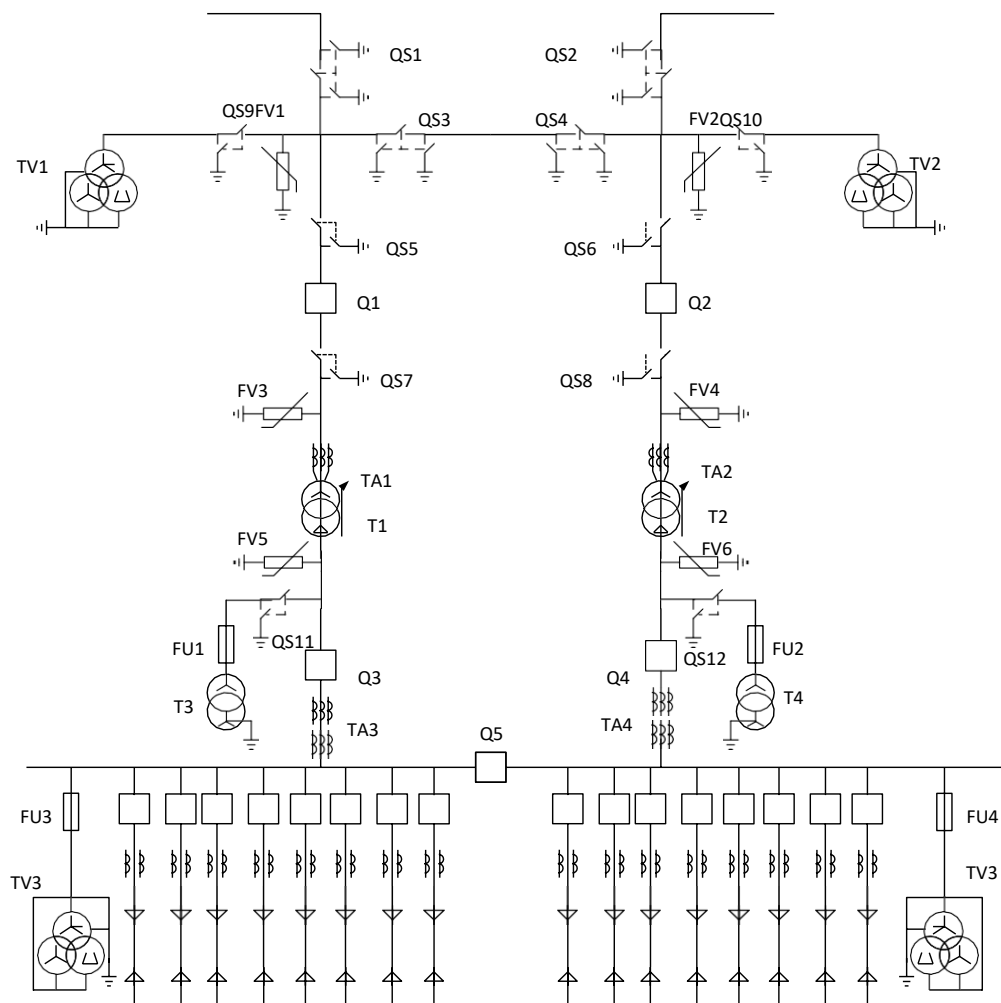 QS1
QS2
QS9FV1
QS3
QS4
FV2QS10
TV1
TV2
QS5
QS6
Q1
Q2
QS7
QS8
FV3
FV4
TA1
TA2
T1
T2
FV5
FV6
QS11
QS12
FU1
FU2
Q3
Q4
T3
T4
TA3
TA4
Q5
FU3
FU4
TV3
TV3